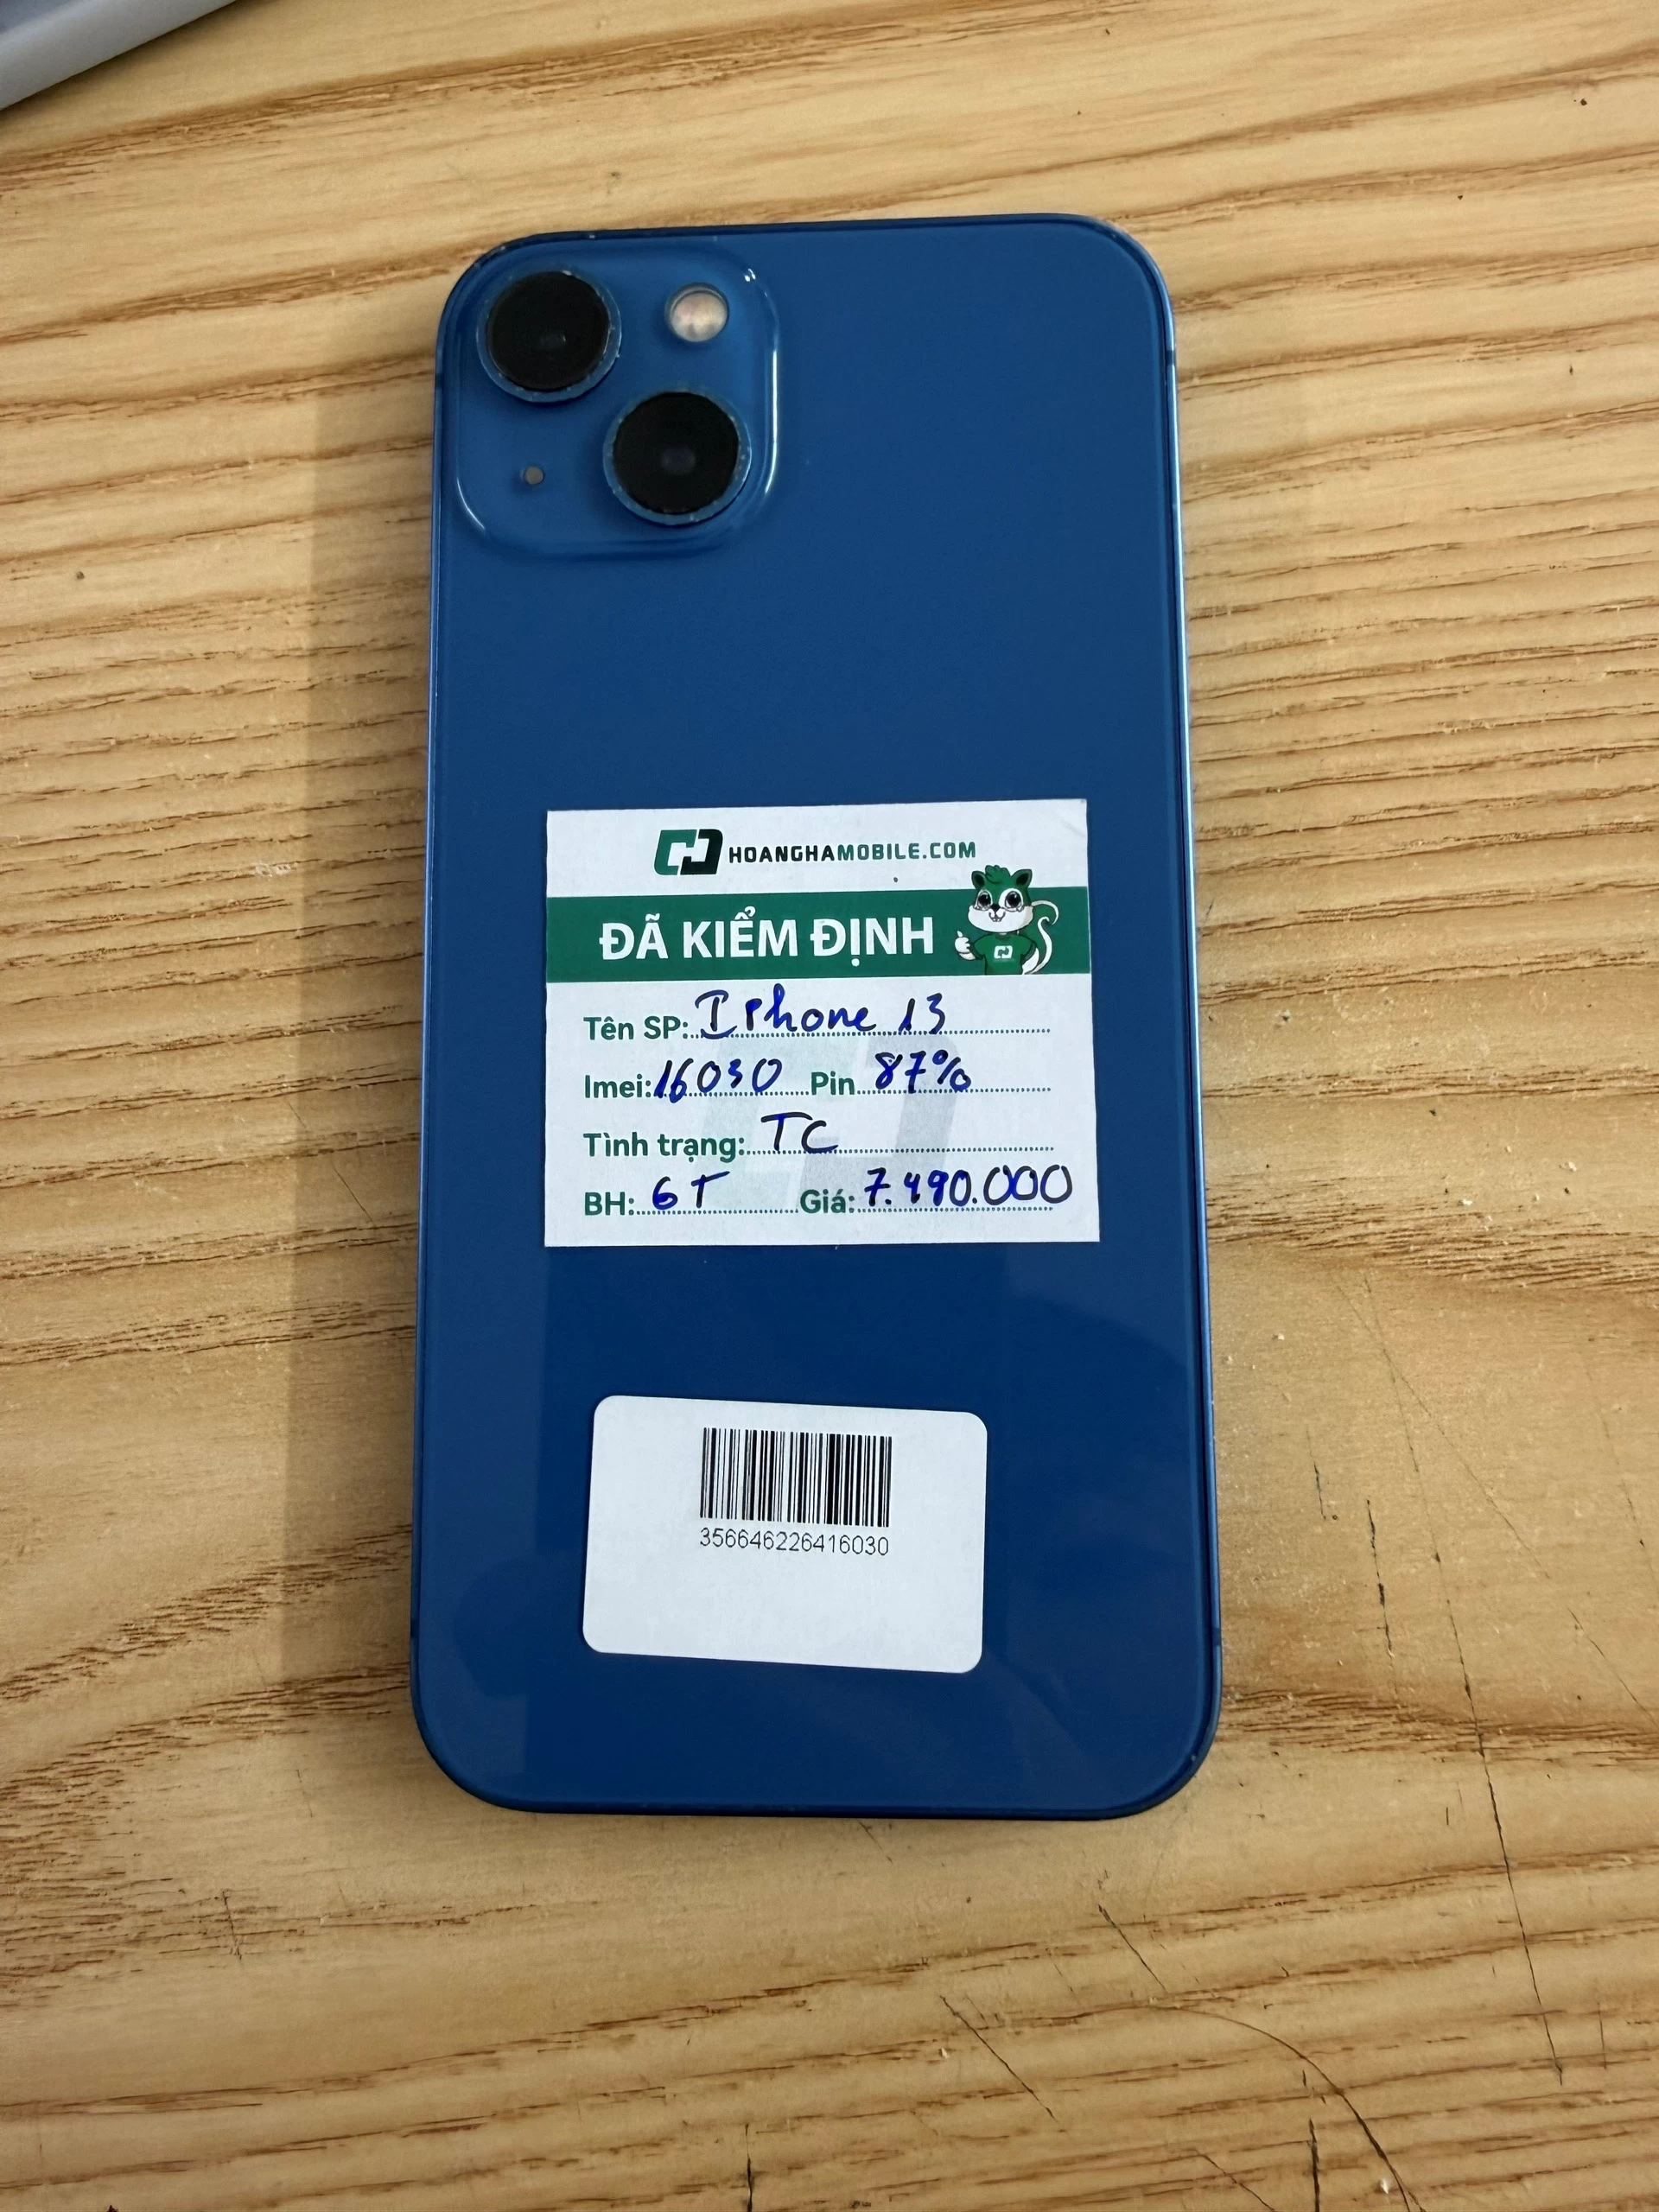 HOANGHAMOBILE.COM
ĐÃ KIỂM ĐỊNH
Tên SP: IPhone 13
Imei: 16030 Pin 87%
Tình trạng: TC
BH: 6T Giá: 7.490.000
356646226416030